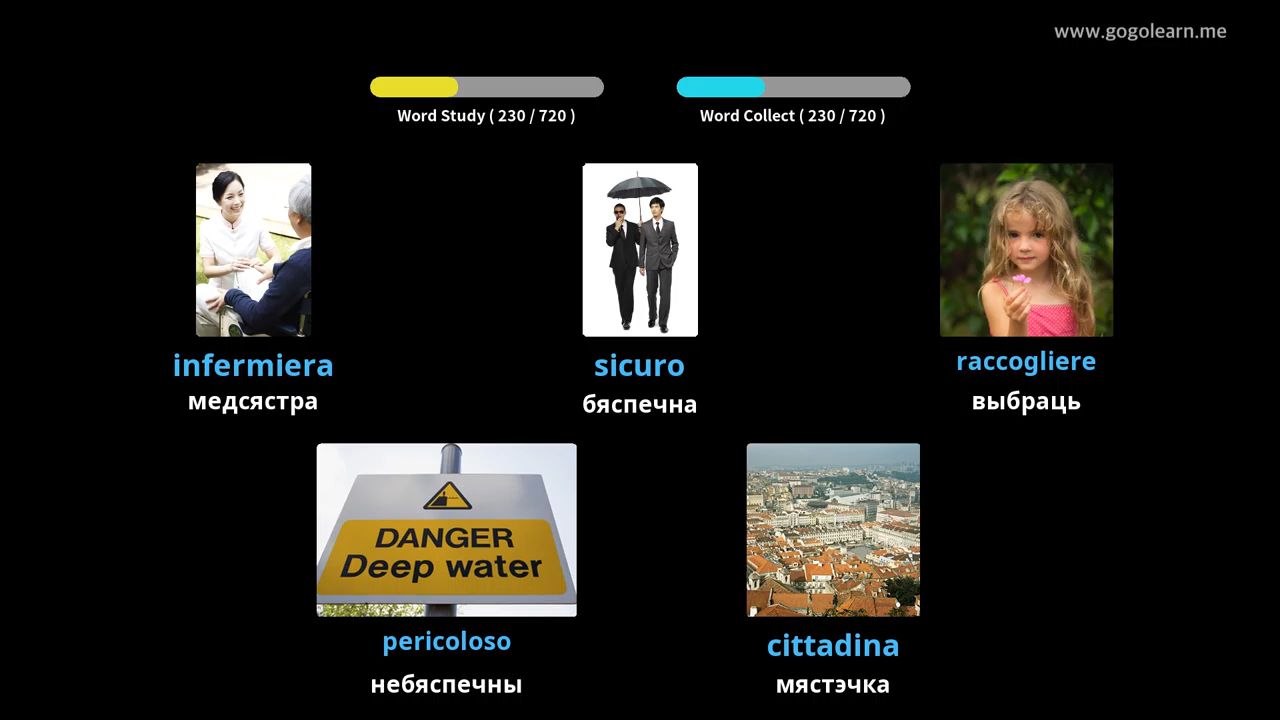 www.gogolearn.me
Word Study ( 230 / 720 )
Word Collect ( 230 / 720 )
infermiera
медсястра
sicuro
бяспечна
raccogliere
выбраць
DANGER
Deep water
pericoloso
небяспечны
cittadina
мястэчка